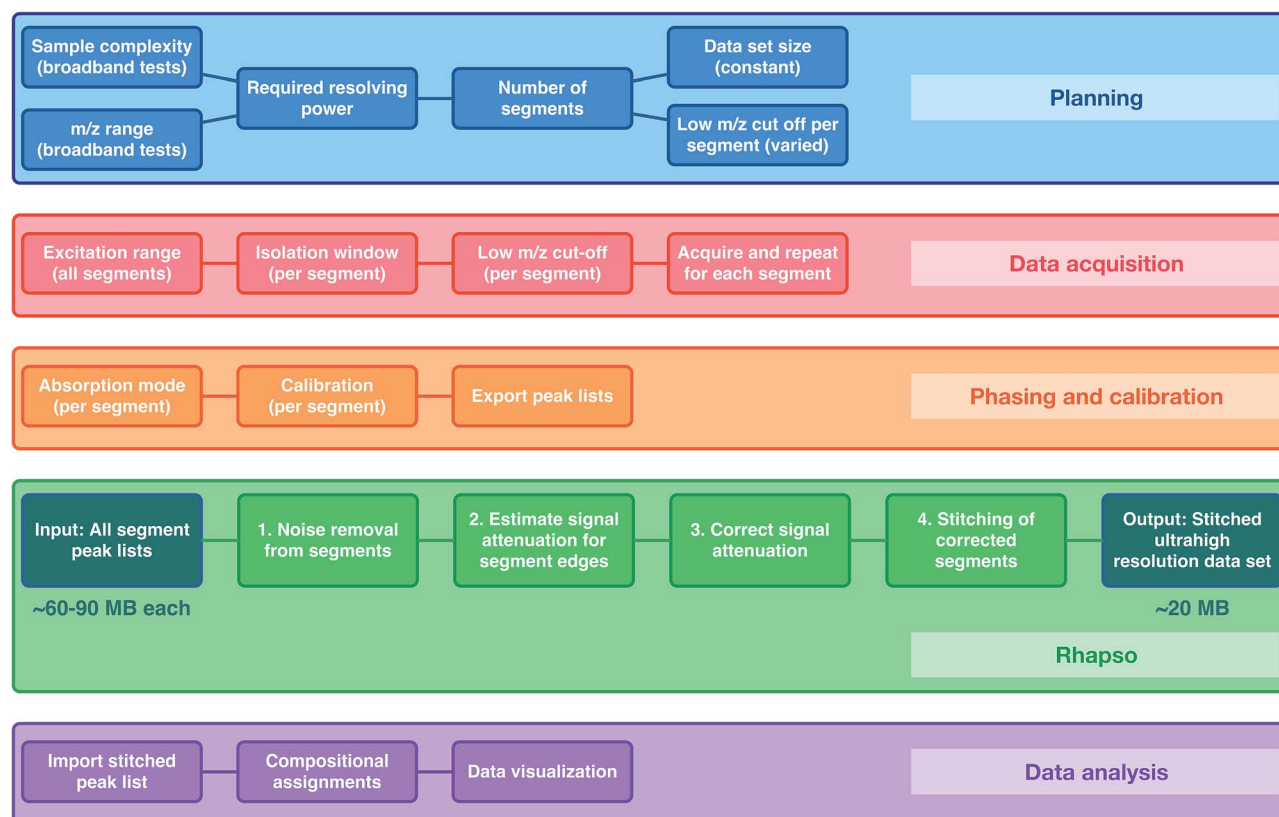 Sample complexity
(broadband tests)
m/z range
(broadband tests)
Required resolving
power
Number of
segments
Data set size
(constant)
Low m/z cut off per
segment (varied)
Planning
Excitation range
(all segments)
Isolation window
(per segment)
Low m/z cut-off
(per segment)
Acquire and repeat
for each segment
Data acquisition
Absorption mode
(per segment)
Calibration
(per segment)
Export peak lists
Phasing and calibration
Input: All segment
peak lists
~60-90 MB each
1. Noise removal
from segments
2. Estimate signal
attenuation for
segment edges
3. Correct signal
attenuation
4. Stitching of
corrected
segments
Output: Stitched
ultrahigh
resolution data set
~20 MB
Rhapso
Import stitched
peak list
Compositional
assignments
Data visualization
Data analysis